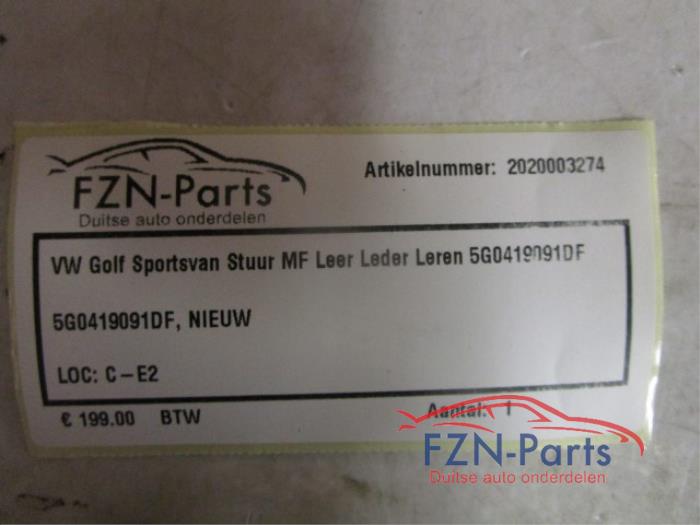 FZN-Parts
Duitse auto onderdelen
Artikelnummer: 2020003274
VW Golf Sportsvan Stuur MF Leer Leder Leren 5G0419091DF
5G0419091DF, NIEUW
LOC: C-E2
€ 199.00 BTW
Aantal: 1
FZN-Parts
Duitse auto onderdelen